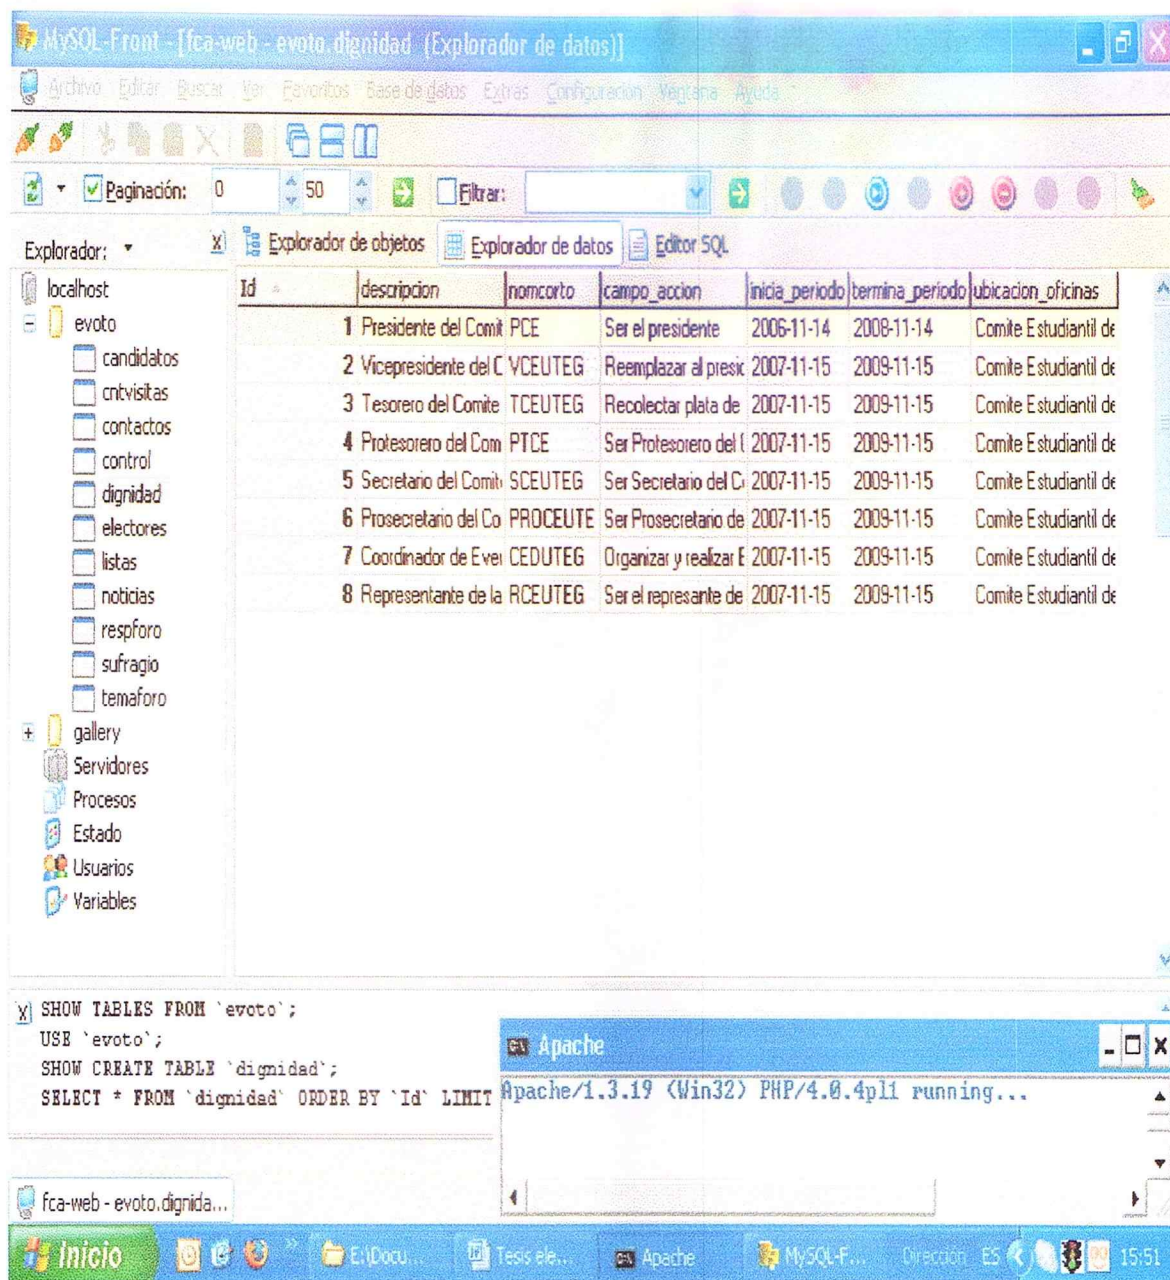 MySQL-Front - [fca-web - evoto.dignidad (Explorador de datos)]
Archivo Editar Buscar Ver Favoritos Base de datos Extras Configuración Ventana Ayuda
Paginación: 0 50 Filtrar:
Explorador: Explorador de objetos Explorador de datos Editor SQL
localhost
evoto
candidatos
cntvisitas
contactos
control
dignidad
electores
listas
noticias
respforo
sufragio
temaforo
gallery
Servidores
Procesos
Estado
Usuarios
Variables
Id descripcion nomcorto campo_accion inicia_periodo termina_periodo ubicacion_oficinas
1 Presidente del Comit PCE Ser el presidente 2006-11-14 2008-11-14 Comite Estudiantil de
2 Vicepresidente del C VCEUTEG Reemplazar al presic 2007-11-15 2009-11-15 Comite Estudiantil de
3 Tesorero del Comite TCEUTEG Recolectar plata de 2007-11-15 2009-11-15 Comite Estudiantil de
4 Protesorero del Com PTCE Ser Protesorero del 2007-11-15 2009-11-15 Comite Estudiantil de
5 Secretario del Comit SCEUTEG Ser Secretario del C 2007-11-15 2009-11-15 Comite Estudiantil de
6 Prosecretario del Co PROCEUTE Ser Prosecretario de 2007-11-15 2009-11-15 Comite Estudiantil de
7 Coordinador de Ever CEDUTEG Organizar y realizar E 2007-11-15 2009-11-15 Comite Estudiantil de
8 Representante de la RCEUTEG Ser el represante de 2007-11-15 2009-11-15 Comite Estudiantil de
SHOW TABLES FROM `evoto`;
USE `evoto`;
SHOW CREATE TABLE `dignidad`;
SELECT * FROM `dignidad` ORDER BY `Id` LIMIT
Apache
Apache/1.3.19 (Win32) PHP/4.0.4pl1 running...
fca-web - evoto.dignida...
Inicio E:\Docu... Tesis ele... Apache MySQL-F... Dirección ES 15:51